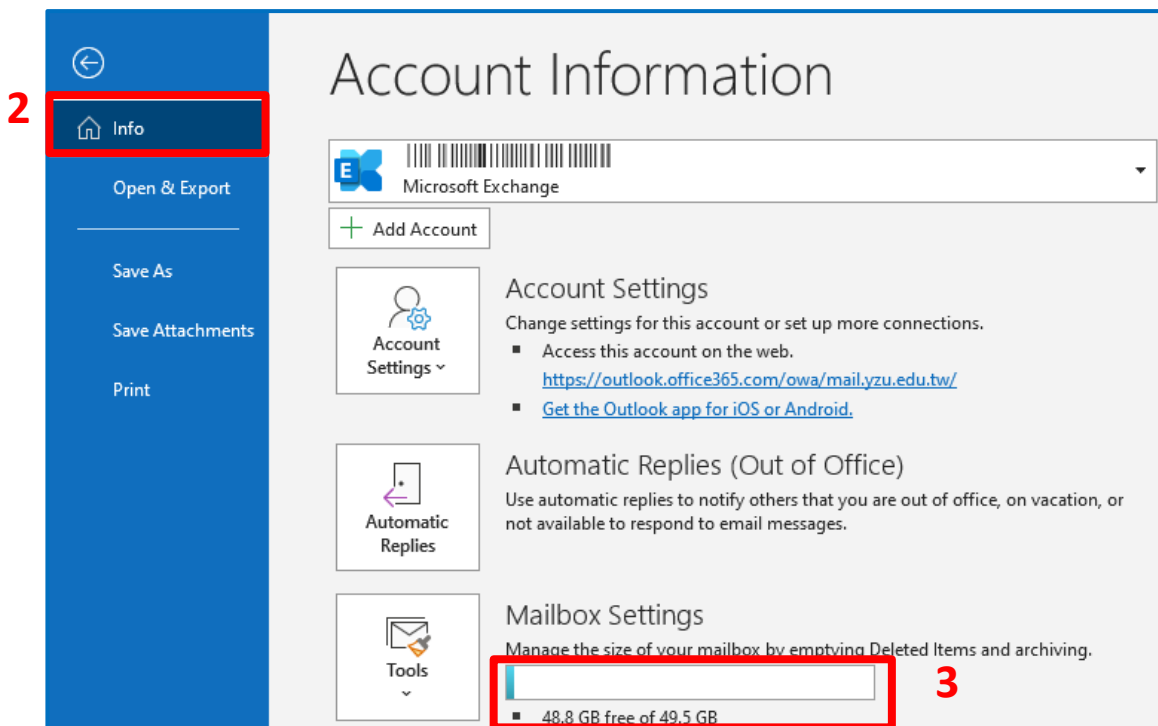 Account Information
2
Info
E
Microsoft Exchange
Open & Export
Add Account
Save As
Account Settings
Change settings for this account or set up more connections.
Account
Settings
Access this account on the web.
https://outlook.office365.com/owa/mail.yzu.edu.tw/
Get the Outlook app for iOS or Android.
Save Attachments
Print
Automatic Replies (Out of Office)
Use automatic replies to notify others that you are out of office, on vacation, or
not available to respond to email messages.
Automatic
Replies
Mailbox Settings
Manage the size of your mailbox by emptying Deleted Items and archiving.
Tools
3
48.8 GB free of 49.5 GB